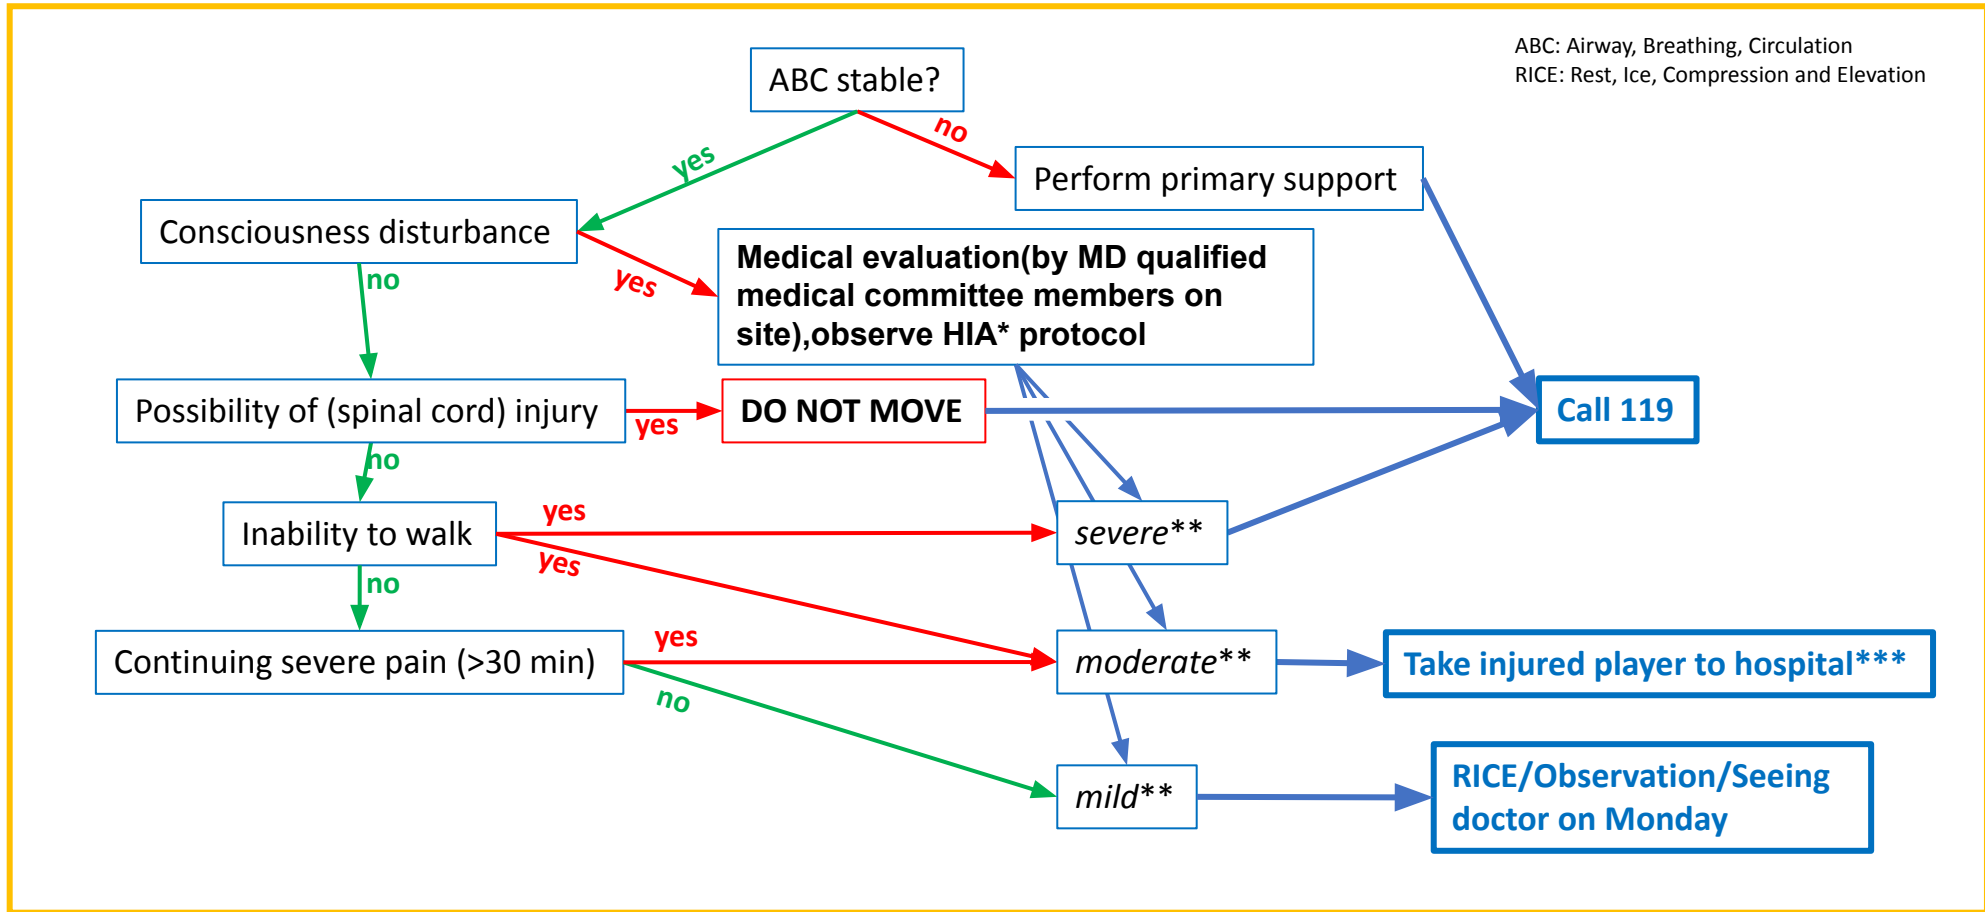 ABC: Airway, Breathing, Circulation
RICE: Rest, Ice, Compression and Elevation
ABC stable?
no
yes
Perform primary support
Consciousness disturbance
yes
no
Medical evaluation(by MD qualified
medical committee members on
site),observe HIA* protocol
Possibility of (spinal cord) injury
yes
DO NOT MOVE
Call 119
no
Inability to walk
yes
yes
severe**
no
Continuing severe pain (>30 min)
yes
no
moderate**
Take injured player to hospital***
mild**
RICE/Observation/Seeing
doctor on Monday